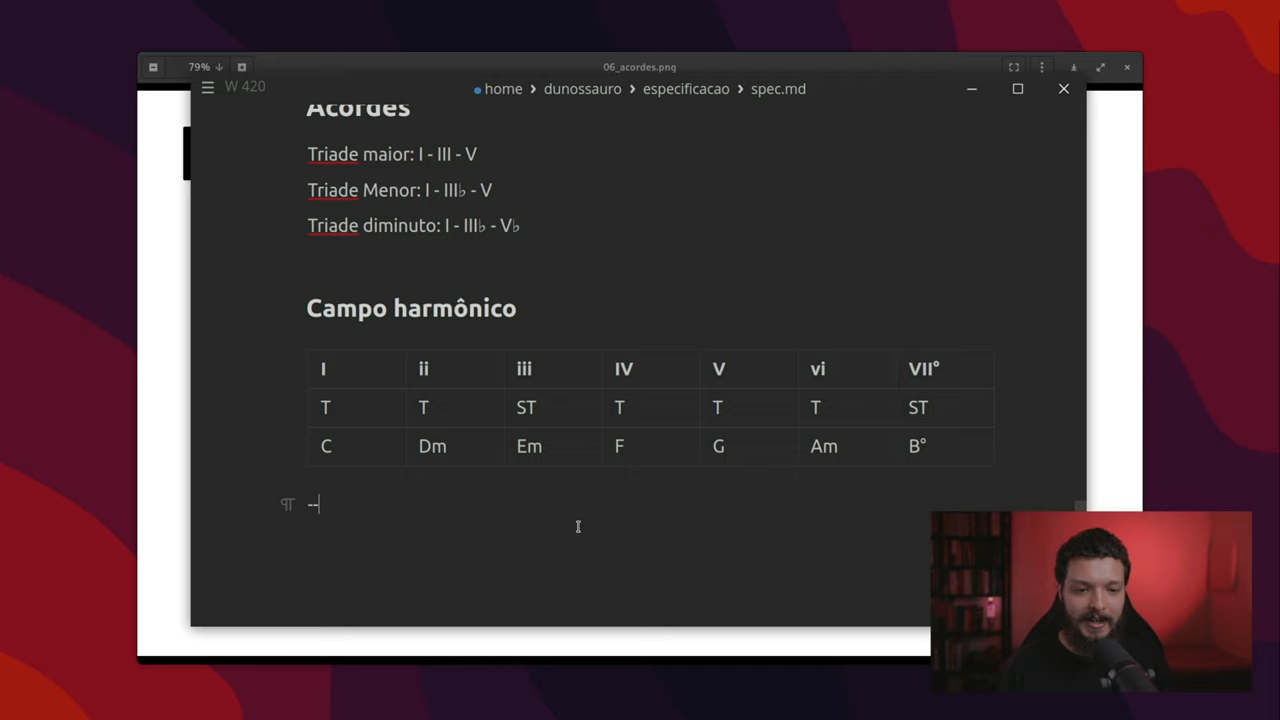 79%
06_acordes.png
W 420
home > dunossauro > especificacao > spec.md
Acordes
Triade maior: I - III - V
Triade Menor: I - III♭ - V
Triade diminuto: I - III♭ - V♭
Campo harmônico
I ii iii IV V vi VII°
T T ST T T T ST
C Dm Em F G Am B°
--